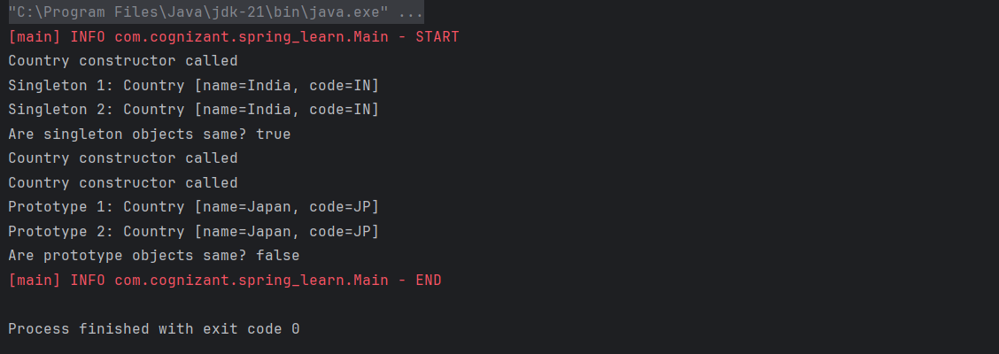 "C:\Program Files\Java\jdk-21\bin\java.exe" ...
[main] INFO com.cognizant.spring_learn.Main - START
Country constructor called
Singleton 1: Country [name=India, code=IN]
Singleton 2: Country [name=India, code=IN]
Are singleton objects same? true
Country constructor called
Country constructor called
Prototype 1: Country [name=Japan, code=JP]
Prototype 2: Country [name=Japan, code=JP]
Are prototype objects same? false
[main] INFO com.cognizant.spring_learn.Main - END
Process finished with exit code 0